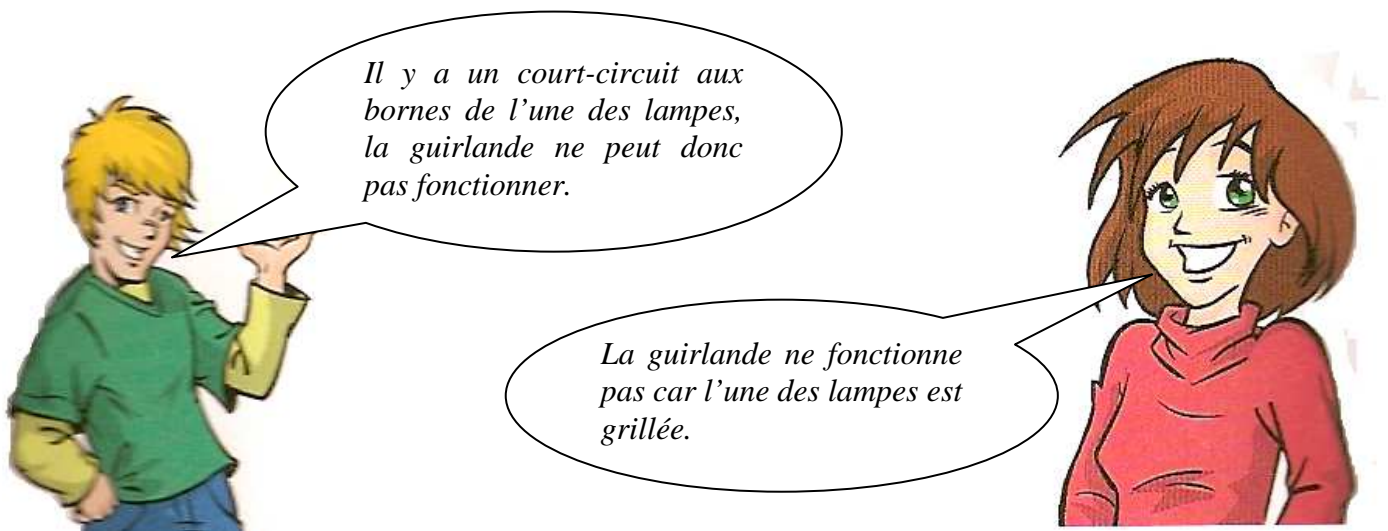 Il y a un court-circuit aux
bornes de l’une des lampes,
la guirlande ne peut donc
pas fonctionner.
La guirlande ne fonctionne
pas car l’une des lampes est
grillée.